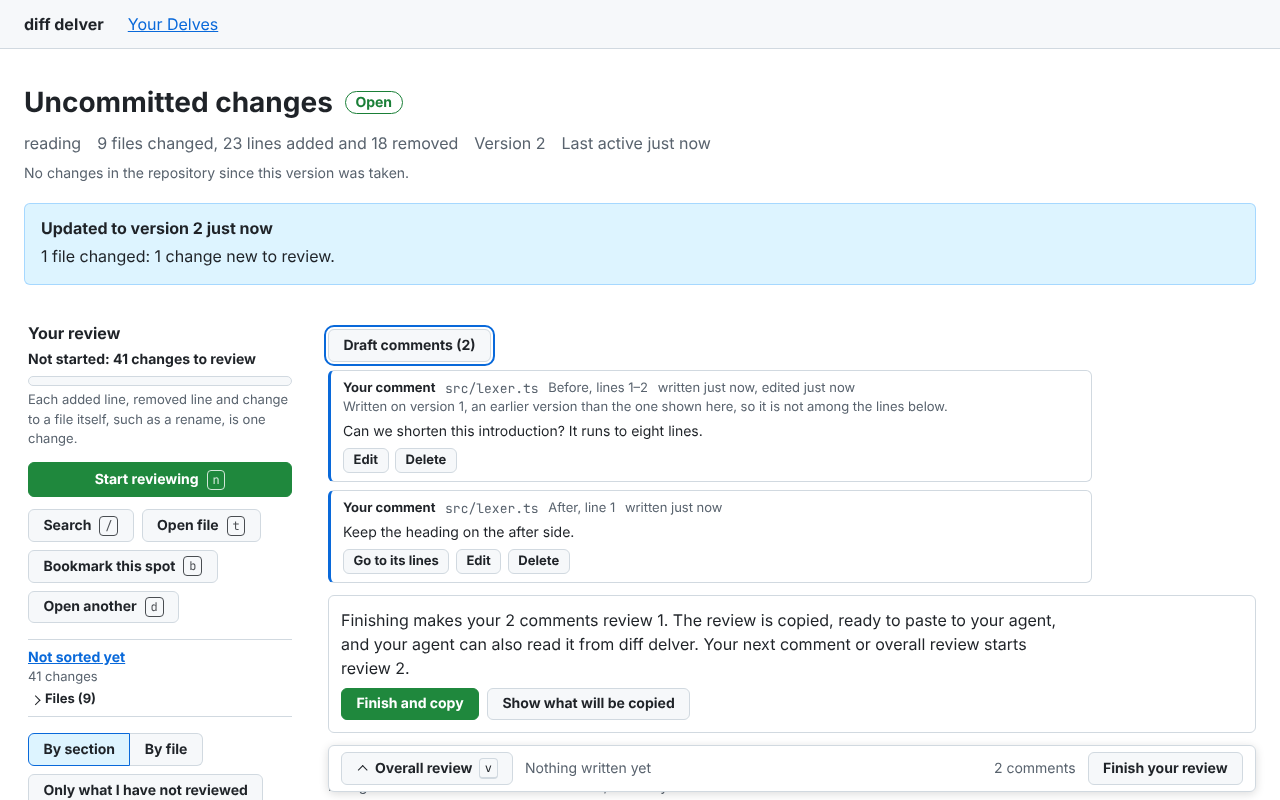 diff delver Your Delves
Uncommitted changes Open
reading 9 files changed, 23 lines added and 18 removed Version 2 Last active just now
No changes in the repository since this version was taken.
Updated to version 2 just now
1 file changed: 1 change new to review.
Your review
Not started: 41 changes to review
Each added line, removed line and change
to a file itself, such as a rename, is one
change.
Start reviewing n
Search / Open file t
Bookmark this spot b
Open another d
Not sorted yet
41 changes
Files (9)
By section By file
Only what I have not reviewed
Draft comments (2)
Your comment src/lexer.ts Before, lines 1–2 written just now, edited just now
Written on version 1, an earlier version than the one shown here, so it is not among the lines below.
Can we shorten this introduction? It runs to eight lines.
Edit Delete
Your comment src/lexer.ts After, line 1 written just now
Keep the heading on the after side.
Go to its lines Edit Delete
Finishing makes your 2 comments review 1. The review is copied, ready to paste to your agent,
and your agent can also read it from diff delver. Your next comment or overall review starts
review 2.
Finish and copy Show what will be copied
Overall review v Nothing written yet 2 comments Finish your review